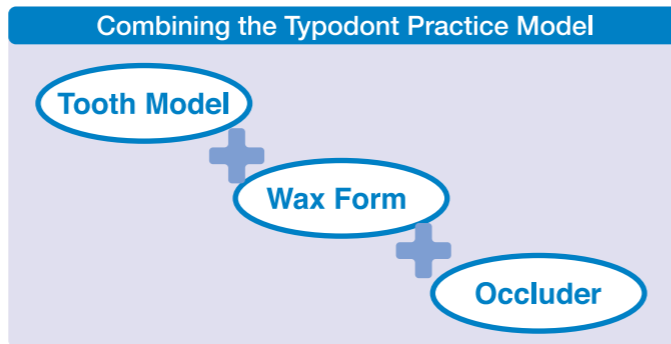 Combining the Typodont Practice Model
Tooth Model
Wax Form
Occluder